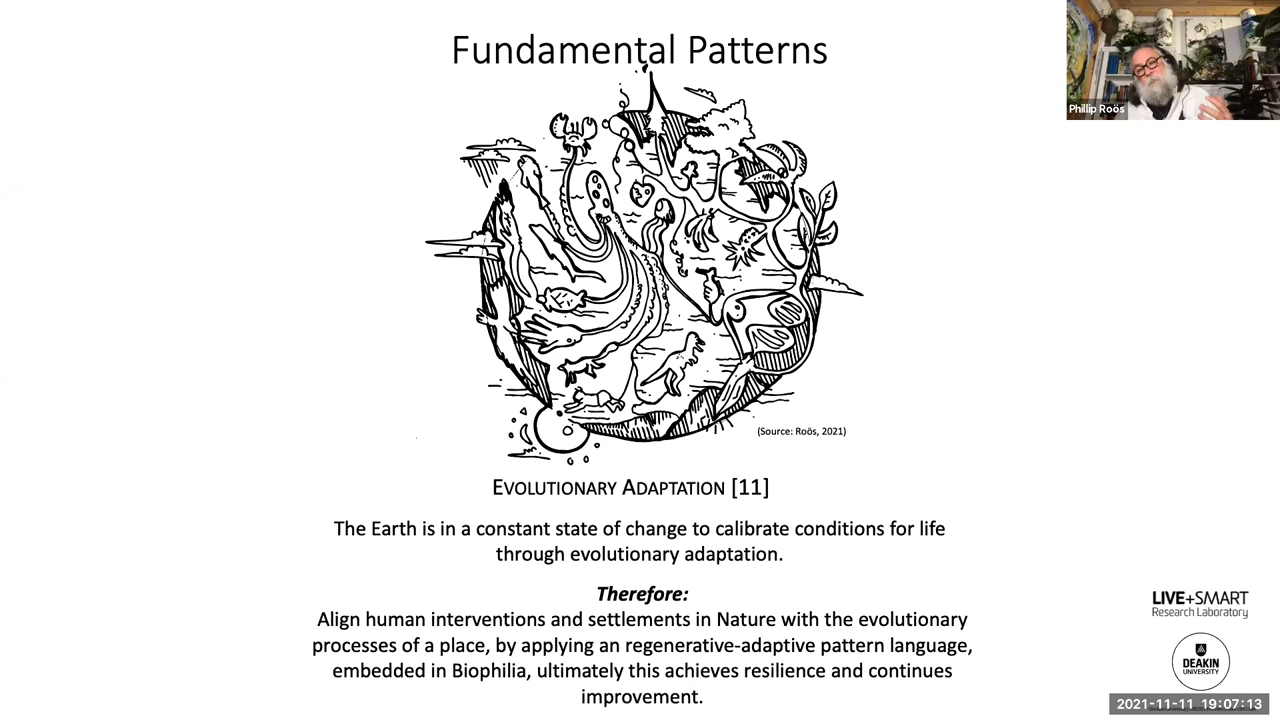 Fundamental Patterns
Phillip Roös
(Source: Roös, 2021)
EVOLUTIONARY ADAPTATION [11]
The Earth is in a constant state of change to calibrate conditions for life
through evolutionary adaptation.
Therefore:
Align human interventions and settlements in Nature with the evolutionary
processes of a place, by applying an regenerative-adaptive pattern language,
embedded in Biophilia, ultimately this achieves resilience and continues
improvement.
LIVE+SMART
Research Laboratory
DEAKIN
UNIVERSITY
2021-11-11 19:07:13